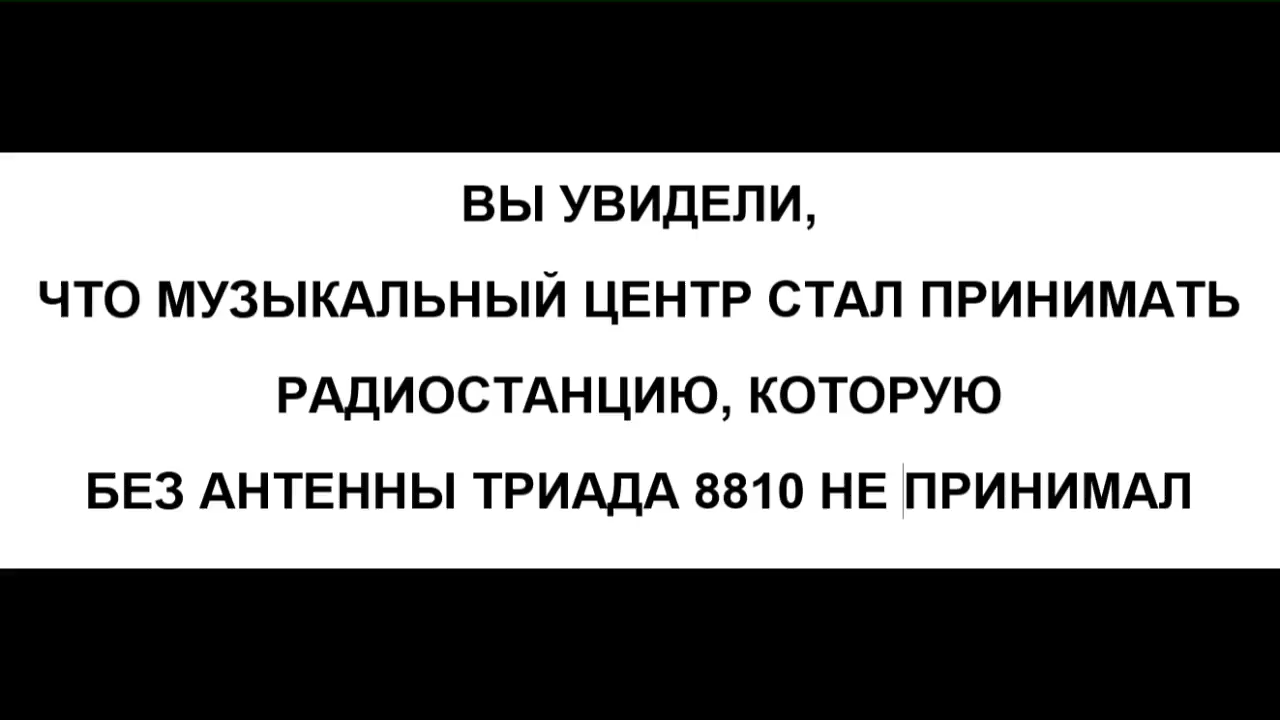 ВЫ УВИДЕЛИ,
ЧТО МУЗЫКАЛЬНЫЙ ЦЕНТР СТАЛ ПРИНИМАТЬ
РАДИОСТАНЦИЮ, КОТОРУЮ
БЕЗ АНТЕННЫ ТРИАДА 8810 НЕ ПРИНИМАЛ